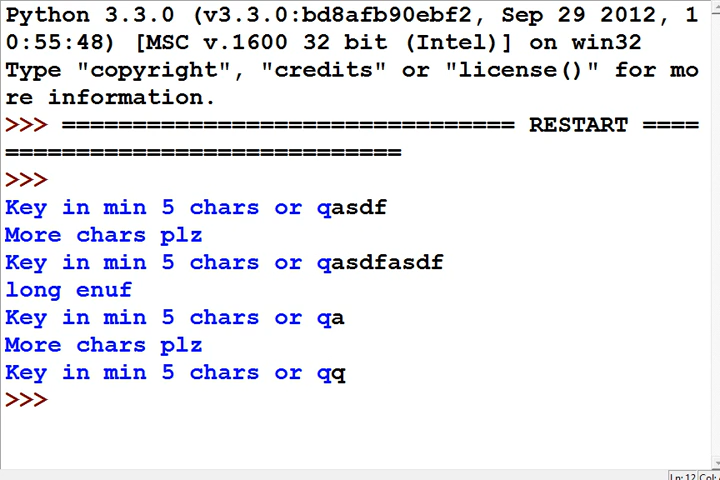 Python 3.3.0 (v3.3.0:bd8afb90ebf2, Sep 29 2012, 1
0:55:48) [MSC v.1600 32 bit (Intel)] on win32
Type "copyright", "credits" or "license()" for mo
re information.
>>> ================================ RESTART ====
============================
>>>
Key in min 5 chars or qasdf
More chars plz
Key in min 5 chars or qasdfasdf
long enuf
Key in min 5 chars or qa
More chars plz
Key in min 5 chars or qq
>>>
Ln: 12 Col: